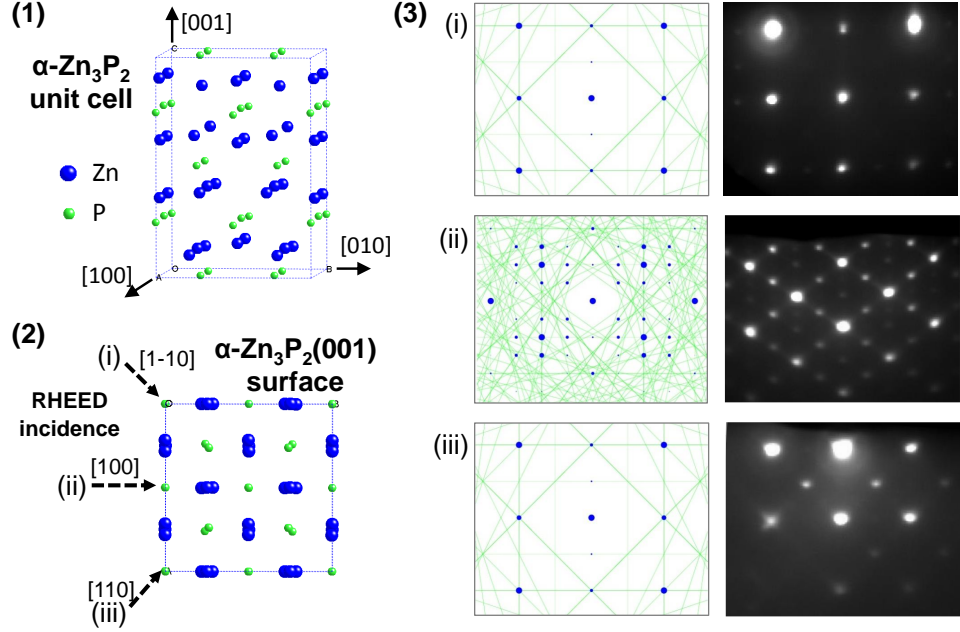 (1)
[001]
C
α-Zn₃P₂
unit cell
Zn
P
[100]
A
O
B
[010]
(2)
(i)
[1-10]
α-Zn₃P₂(001)
surface
RHEED
incidence
O
B
[100]
(ii)
[110]
(iii)
A
(3)
(i)
(ii)
(iii)